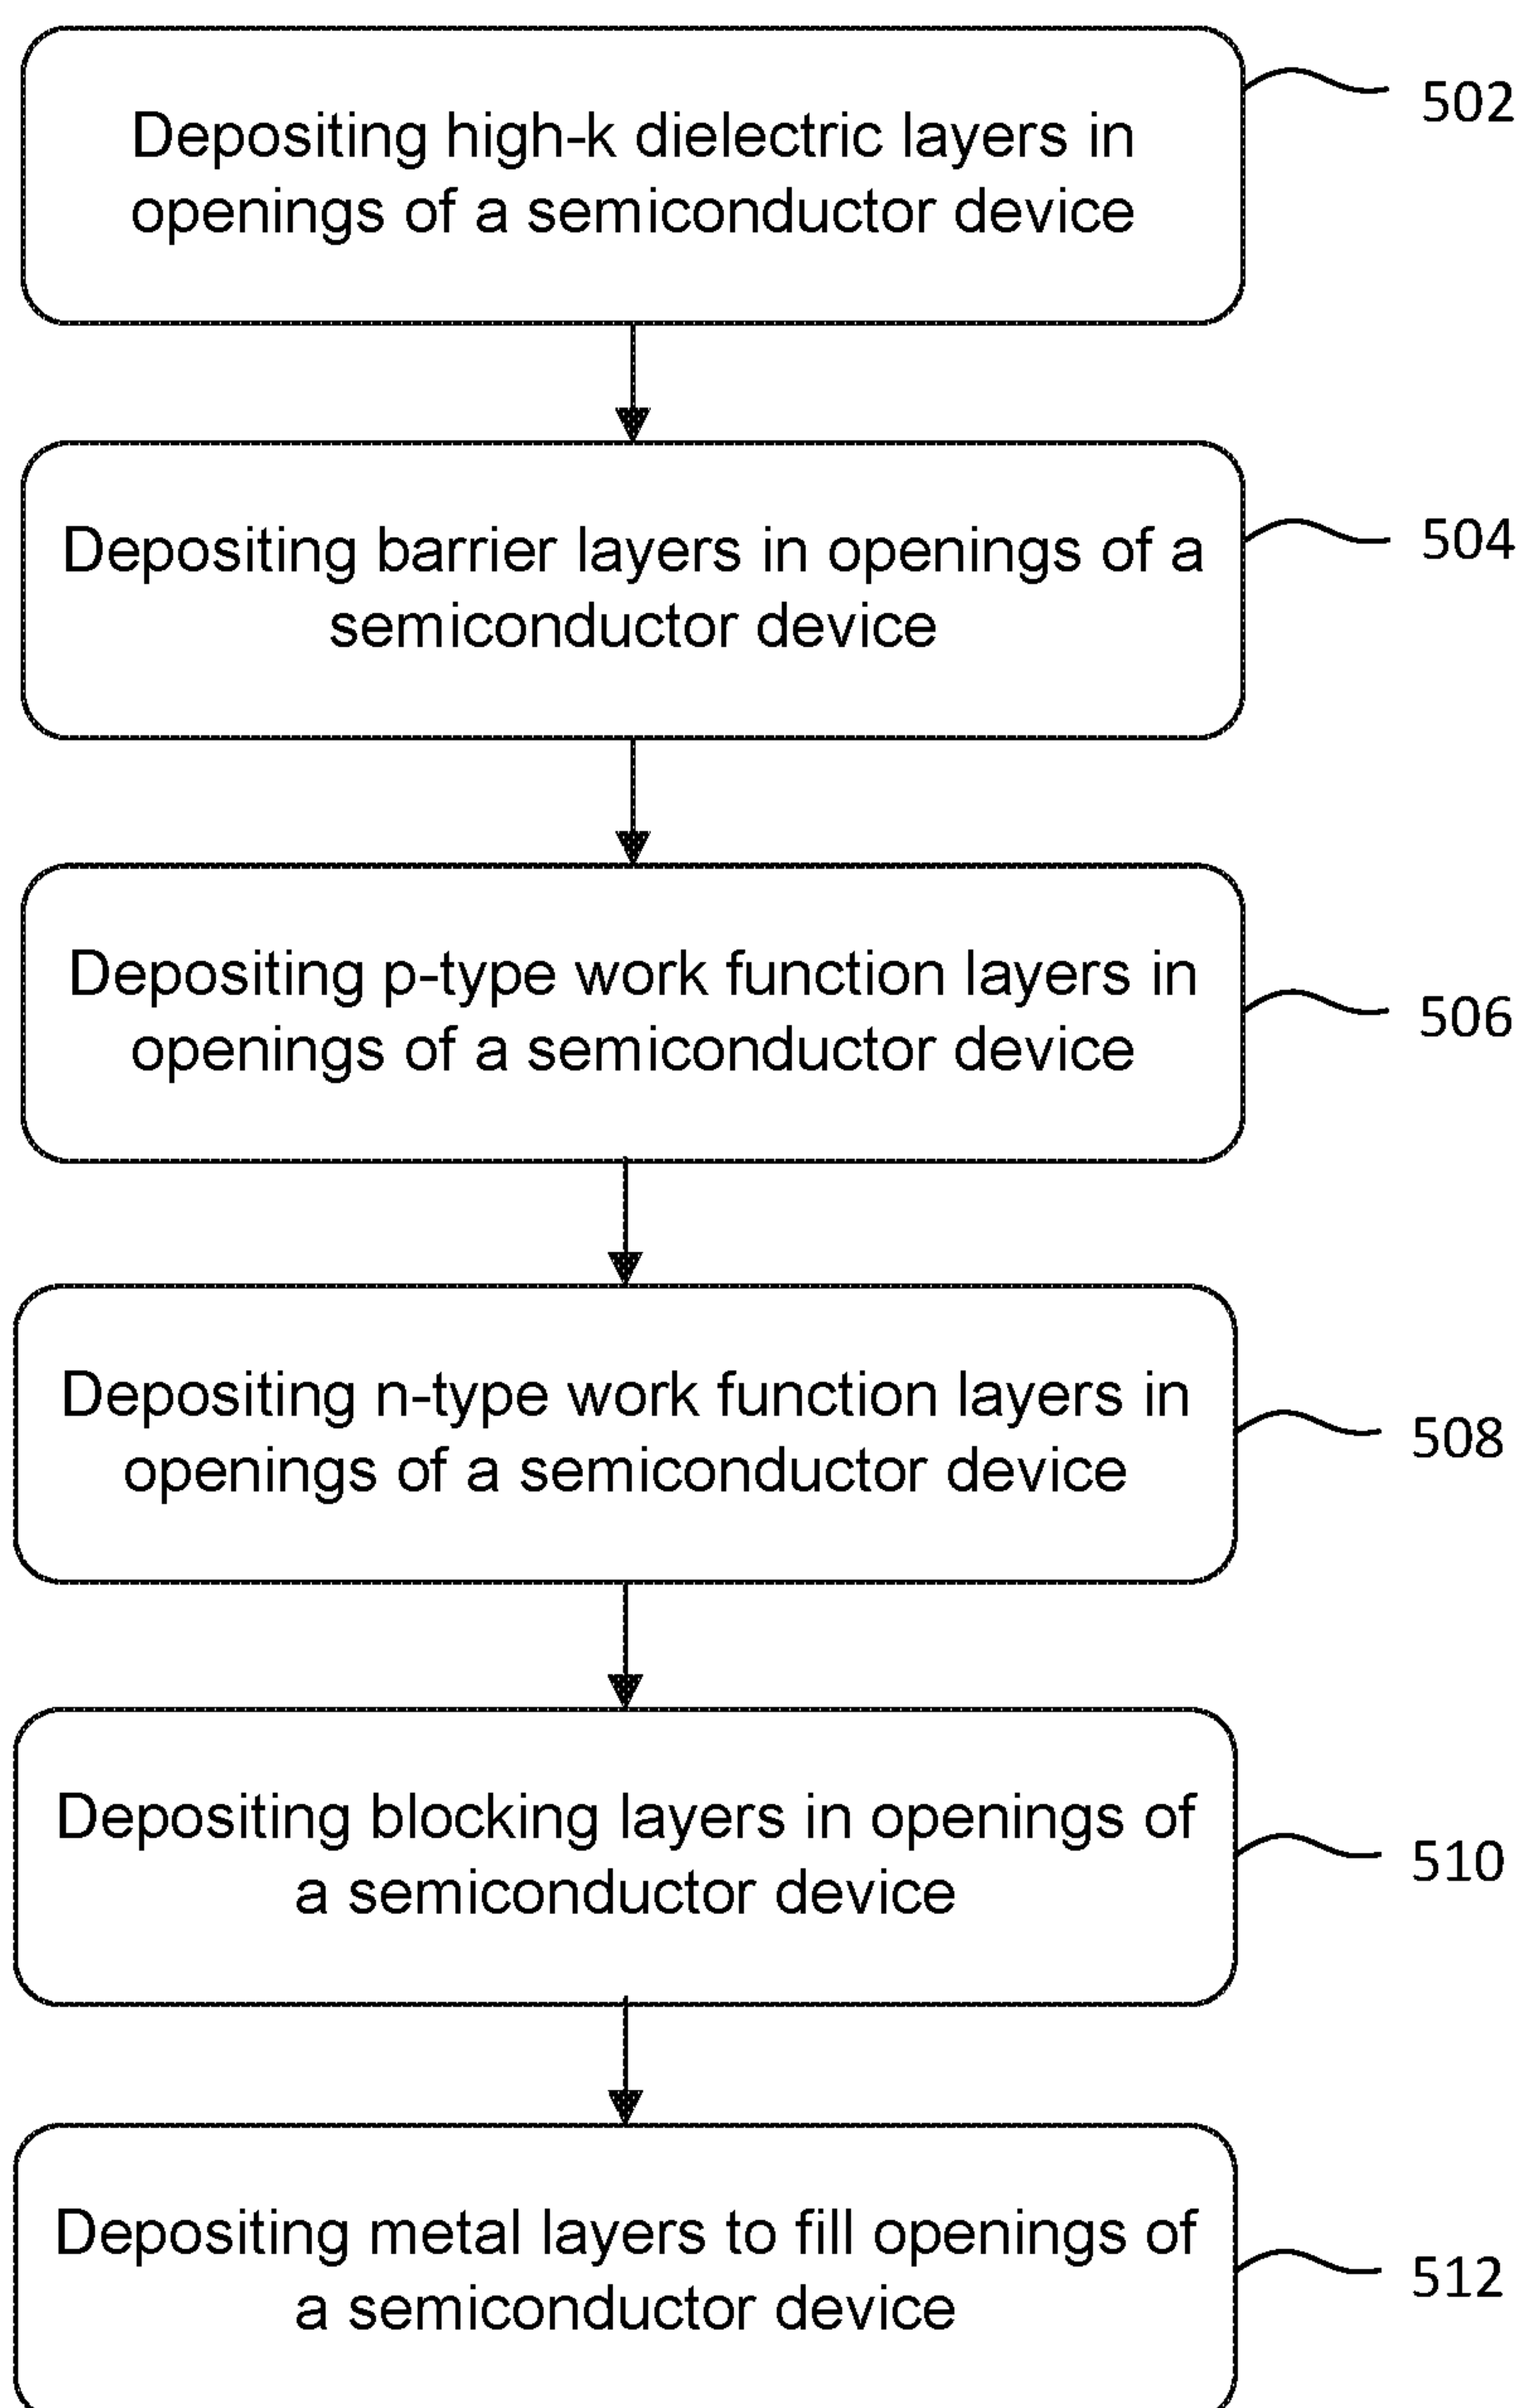 Depositing high-k dielectric layers in
openings of a semiconductor device
502
Depositing barrier layers in openings of a
semiconductor device
504
Depositing p-type work function layers in
openings of a semiconductor device
506
Depositing n-type work function layers in
openings of a semiconductor device
508
Depositing blocking layers in openings of
a semiconductor device
510
Depositing metal layers to fill openings of
a semiconductor device
512